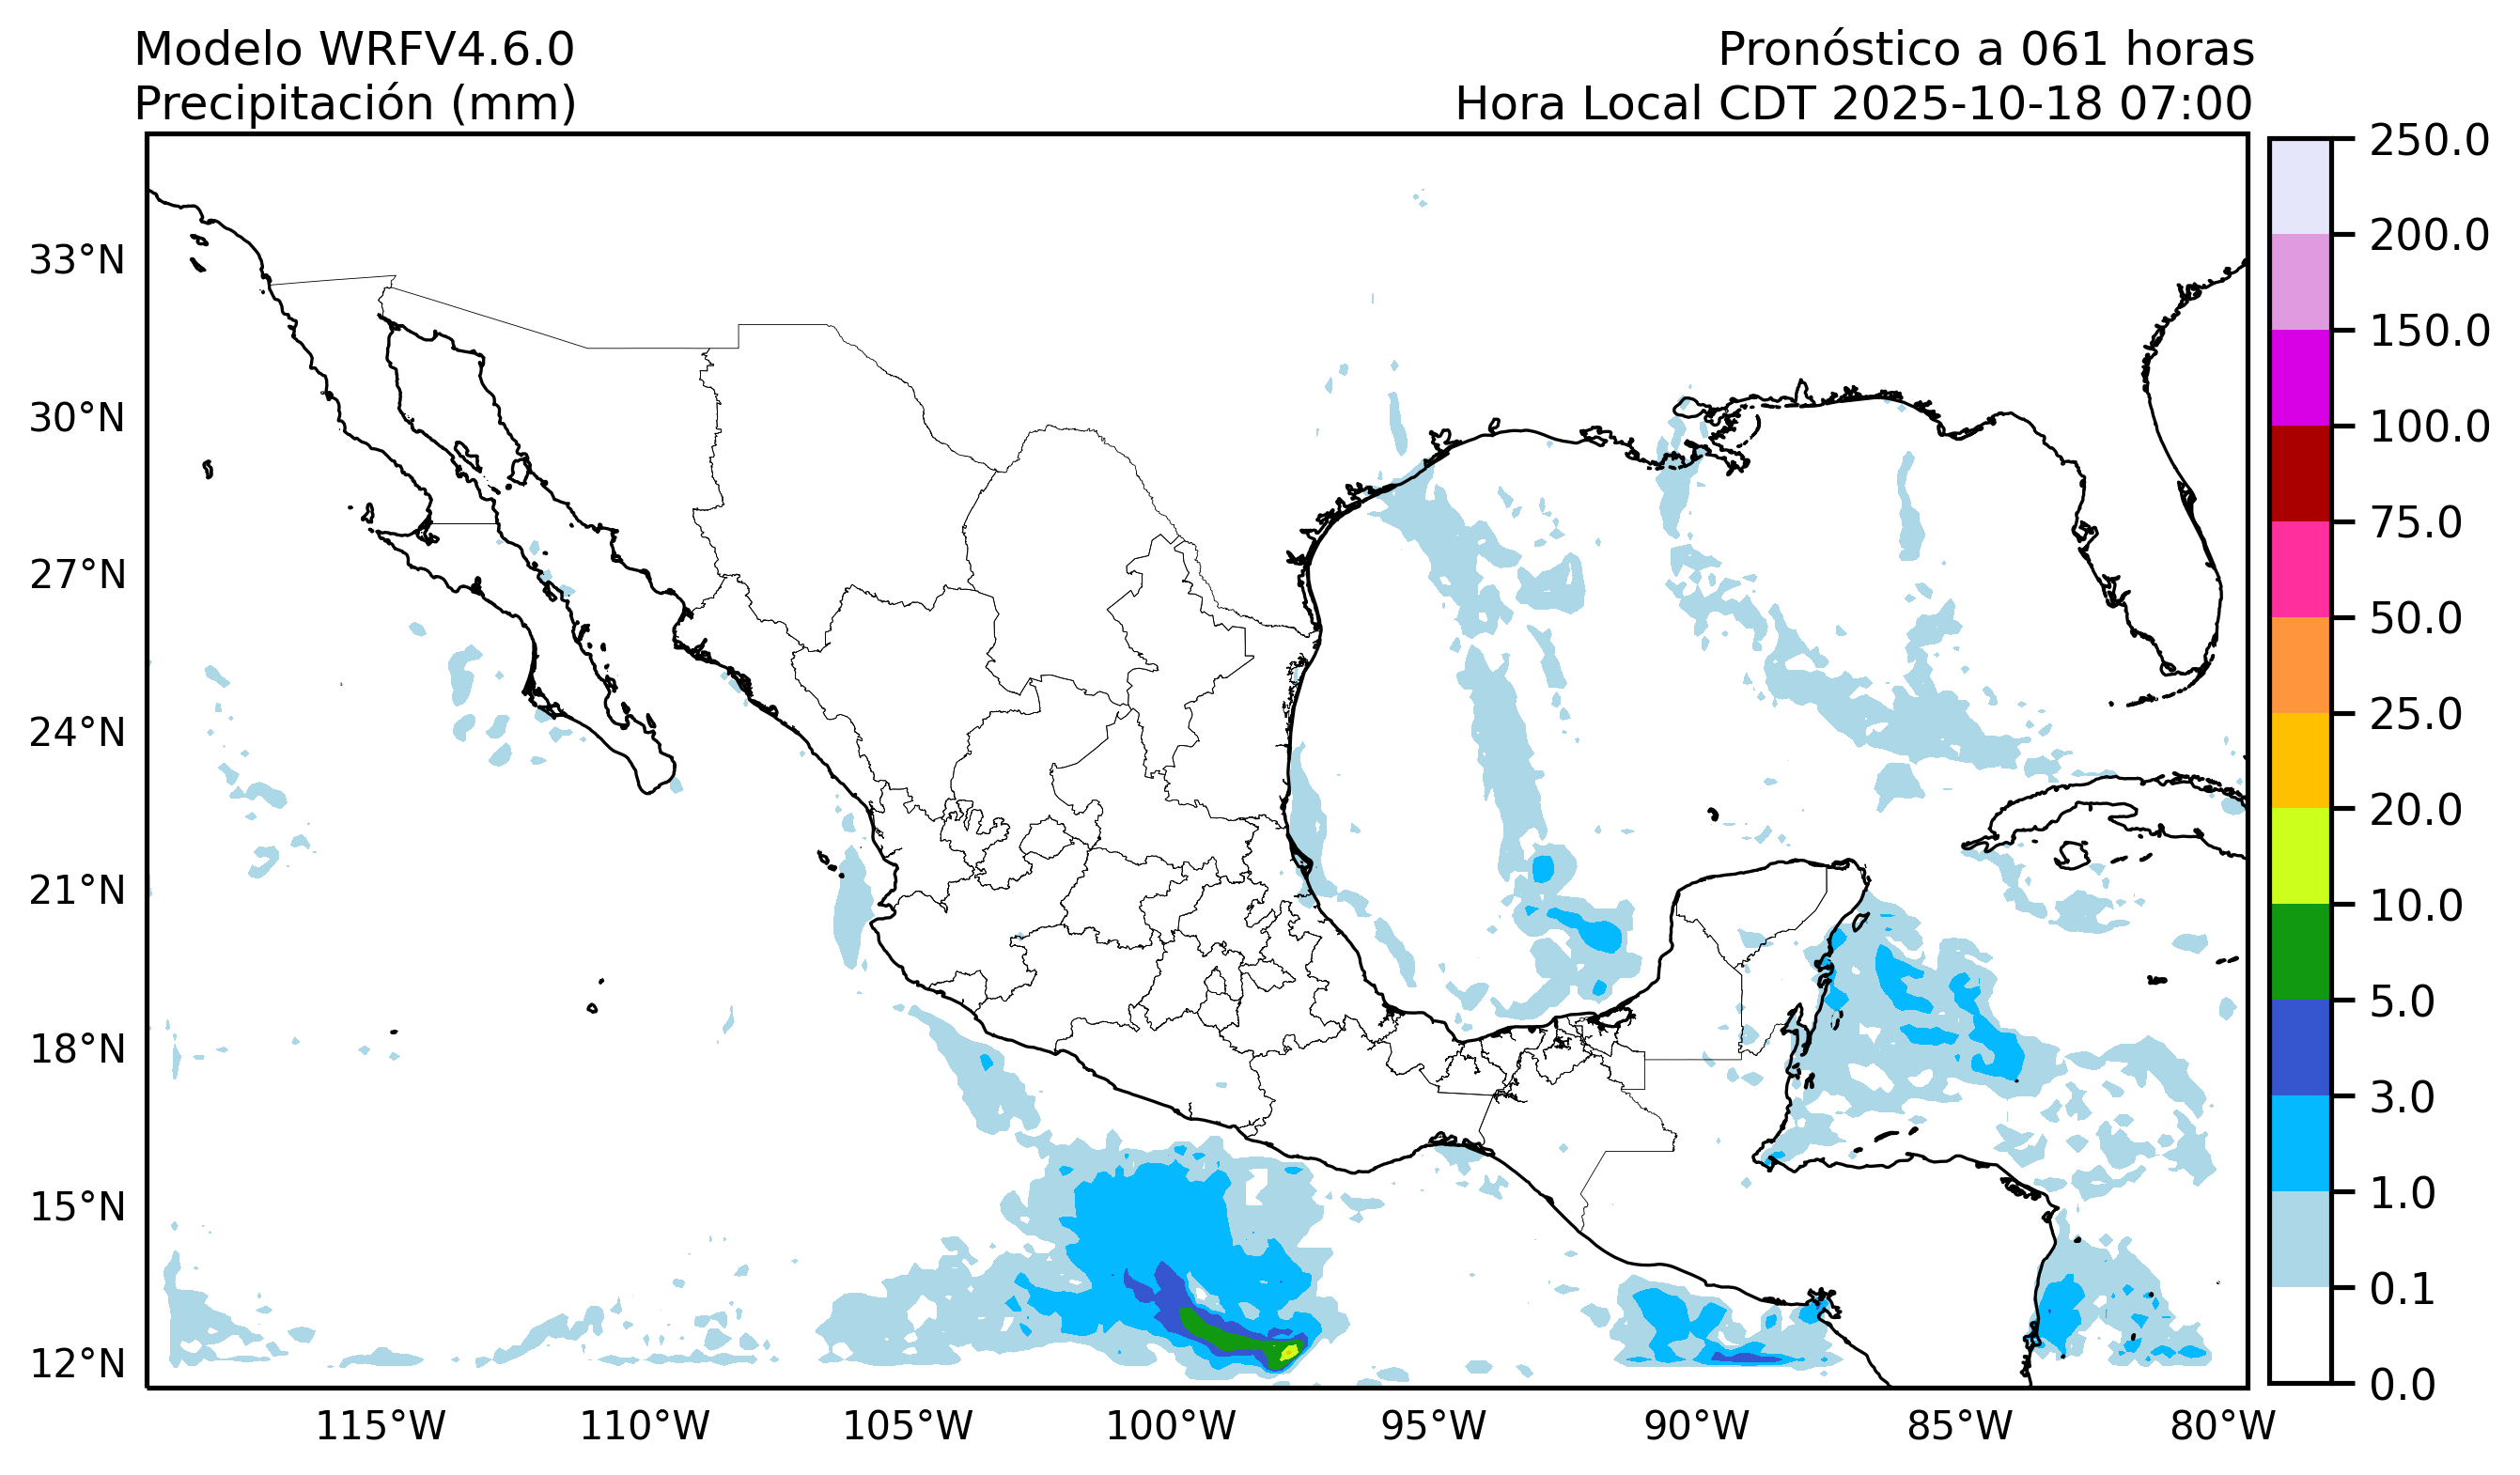 Modelo WRFV4.6.0
Precipitación (mm)
Pronóstico a 061 horas
Hora Local CDT 2025-10-18 07:00
33°N
30°N
27°N
24°N
21°N
18°N
15°N
12°N
115°W
110°W
105°W
100°W
95°W
90°W
85°W
80°W
250.0
200.0
150.0
100.0
75.0
50.0
25.0
20.0
10.0
5.0
3.0
1.0
0.1
0.0